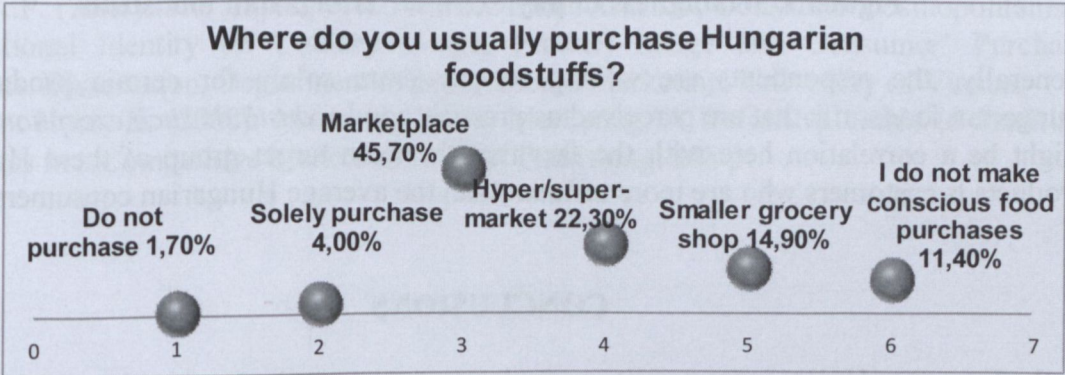 Where do you usually purchase Hungarian
foodstuffs?
Marketplace
45,70%
Do not
purchase 1,70%
Solely purchase
4,00%
Hyper/super-
market 22,30%
Smaller grocery
shop 14,90%
I do not make
conscious food
purchases
11,40%
0 1 2 3 4 5 6 7